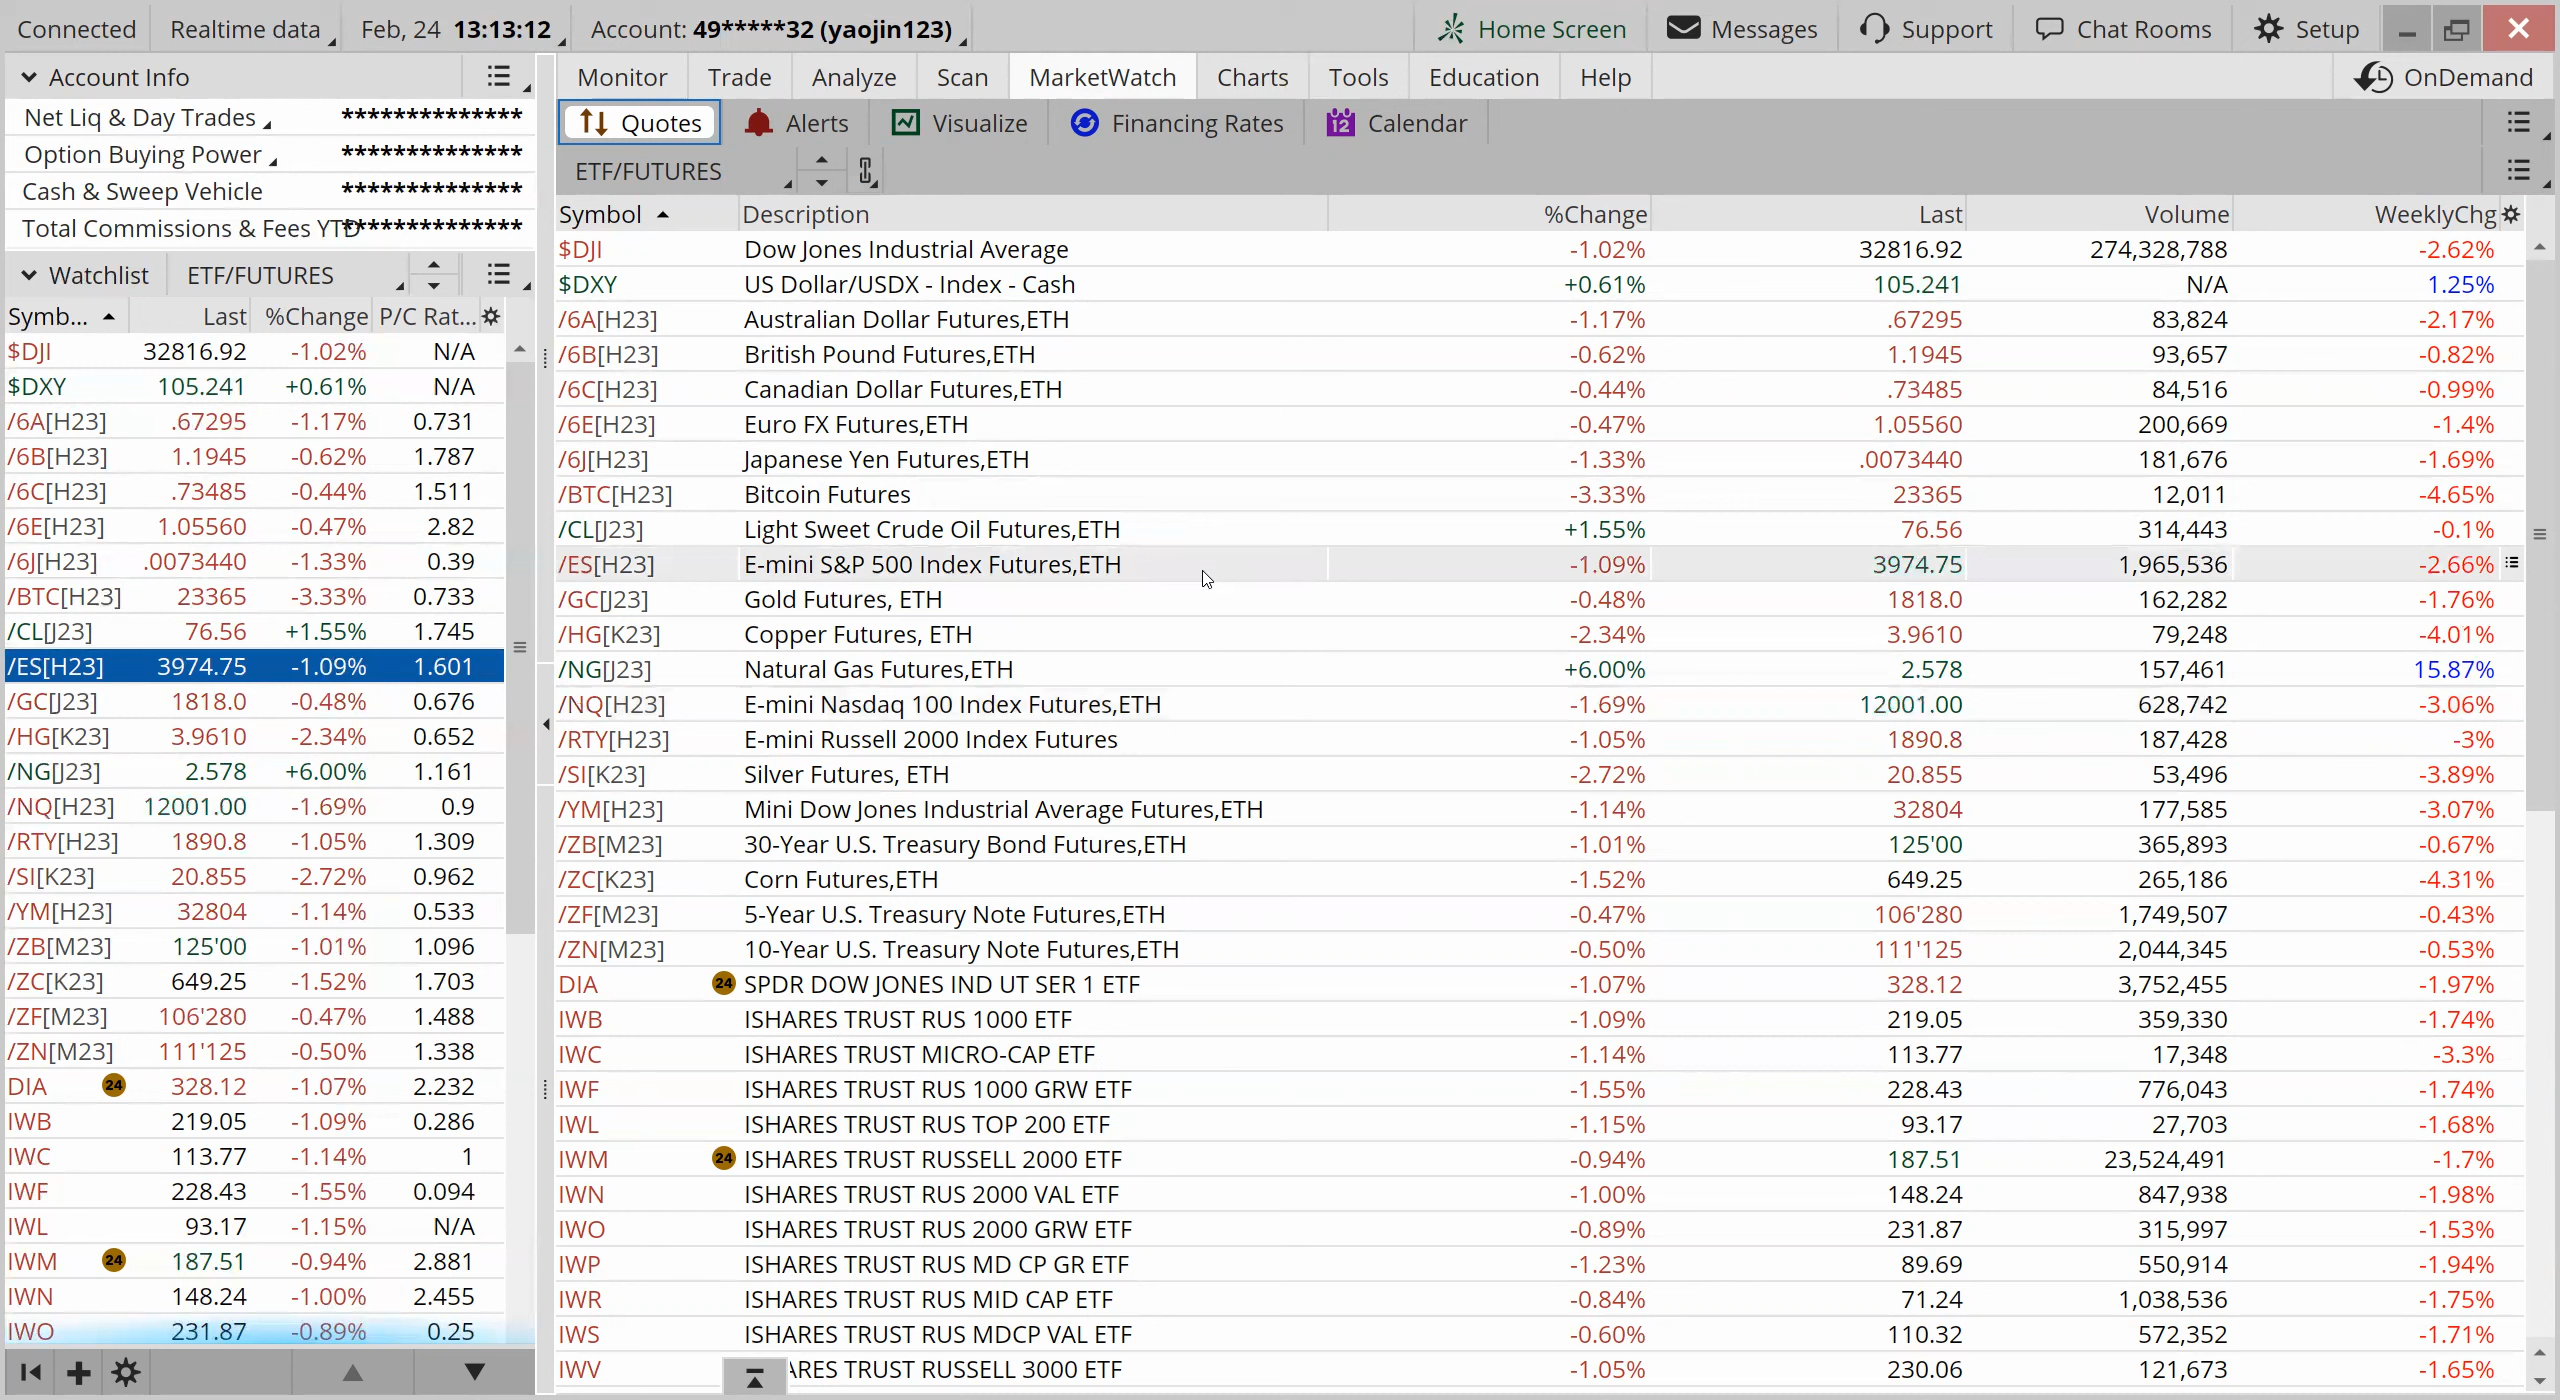 Connected Realtime data Feb, 24 13:13:12 Account: 49*****32 (yaojin123) Home Screen Messages Support Chat Rooms Setup
Account Info
Net Liq & Day Trades **************
Option Buying Power **************
Cash & Sweep Vehicle **************
Total Commissions & Fees YTD **************
Watchlist ETF/FUTURES
Symb... Last %Change P/C Rat...
$DJI 32816.92 -1.02% N/A
$DXY 105.241 +0.61% N/A
/6A[H23] .67295 -1.17% 0.731
/6B[H23] 1.1945 -0.62% 1.787
/6C[H23] .73485 -0.44% 1.511
/6E[H23] 1.05560 -0.47% 2.82
/6J[H23] .0073440 -1.33% 0.39
/BTC[H23] 23365 -3.33% 0.733
/CL[J23] 76.56 +1.55% 1.745
/ES[H23] 3974.75 -1.09% 1.601
/GC[J23] 1818.0 -0.48% 0.676
/HG[K23] 3.9610 -2.34% 0.652
/NG[J23] 2.578 +6.00% 1.161
/NQ[H23] 12001.00 -1.69% 0.9
/RTY[H23] 1890.8 -1.05% 1.309
/SI[K23] 20.855 -2.72% 0.962
/YM[H23] 32804 -1.14% 0.533
/ZB[M23] 125'00 -1.01% 1.096
/ZC[K23] 649.25 -1.52% 1.703
/ZF[M23] 106'280 -0.47% 1.488
/ZN[M23] 111'125 -0.50% 1.338
DIA 24 328.12 -1.07% 2.232
IWB 219.05 -1.09% 0.286
IWC 113.77 -1.14% 1
IWF 228.43 -1.55% 0.094
IWL 93.17 -1.15% N/A
IWM 24 187.51 -0.94% 2.881
IWN 148.24 -1.00% 2.455
IWO 231.87 -0.89% 0.25
Monitor Trade Analyze Scan MarketWatch Charts Tools Education Help OnDemand
Quotes Alerts Visualize Financing Rates 12 Calendar
ETF/FUTURES
Symbol Description %Change Last Volume WeeklyChg
$DJI Dow Jones Industrial Average -1.02% 32816.92 274,328,788 -2.62%
$DXY US Dollar/USDX - Index - Cash +0.61% 105.241 N/A 1.25%
/6A[H23] Australian Dollar Futures,ETH -1.17% .67295 83,824 -2.17%
/6B[H23] British Pound Futures,ETH -0.62% 1.1945 93,657 -0.82%
/6C[H23] Canadian Dollar Futures,ETH -0.44% .73485 84,516 -0.99%
/6E[H23] Euro FX Futures,ETH -0.47% 1.05560 200,669 -1.4%
/6J[H23] Japanese Yen Futures,ETH -1.33% .0073440 181,676 -1.69%
/BTC[H23] Bitcoin Futures -3.33% 23365 12,011 -4.65%
/CL[J23] Light Sweet Crude Oil Futures,ETH +1.55% 76.56 314,443 -0.1%
/ES[H23] E-mini S&P 500 Index Futures,ETH -1.09% 3974.75 1,965,536 -2.66%
/GC[J23] Gold Futures, ETH -0.48% 1818.0 162,282 -1.76%
/HG[K23] Copper Futures, ETH -2.34% 3.9610 79,248 -4.01%
/NG[J23] Natural Gas Futures,ETH +6.00% 2.578 157,461 15.87%
/NQ[H23] E-mini Nasdaq 100 Index Futures,ETH -1.69% 12001.00 628,742 -3.06%
/RTY[H23] E-mini Russell 2000 Index Futures -1.05% 1890.8 187,428 -3%
/SI[K23] Silver Futures, ETH -2.72% 20.855 53,496 -3.89%
/YM[H23] Mini Dow Jones Industrial Average Futures,ETH -1.14% 32804 177,585 -3.07%
/ZB[M23] 30-Year U.S. Treasury Bond Futures,ETH -1.01% 125'00 365,893 -0.67%
/ZC[K23] Corn Futures,ETH -1.52% 649.25 265,186 -4.31%
/ZF[M23] 5-Year U.S. Treasury Note Futures,ETH -0.47% 106'280 1,749,507 -0.43%
/ZN[M23] 10-Year U.S. Treasury Note Futures,ETH -0.50% 111'125 2,044,345 -0.53%
DIA 24 SPDR DOW JONES IND UT SER 1 ETF -1.07% 328.12 3,752,455 -1.97%
IWB ISHARES TRUST RUS 1000 ETF -1.09% 219.05 359,330 -1.74%
IWC ISHARES TRUST MICRO-CAP ETF -1.14% 113.77 17,348 -3.3%
IWF ISHARES TRUST RUS 1000 GRW ETF -1.55% 228.43 776,043 -1.74%
IWL ISHARES TRUST RUS TOP 200 ETF -1.15% 93.17 27,703 -1.68%
IWM 24 ISHARES TRUST RUSSELL 2000 ETF -0.94% 187.51 23,524,491 -1.7%
IWN ISHARES TRUST RUS 2000 VAL ETF -1.00% 148.24 847,938 -1.98%
IWO ISHARES TRUST RUS 2000 GRW ETF -0.89% 231.87 315,997 -1.53%
IWP ISHARES TRUST RUS MD CP GR ETF -1.23% 89.69 550,914 -1.94%
IWR ISHARES TRUST RUS MID CAP ETF -0.84% 71.24 1,038,536 -1.75%
IWS ISHARES TRUST RUS MDCP VAL ETF -0.60% 110.32 572,352 -1.71%
IWV ARES TRUST RUSSELL 3000 ETF -1.05% 230.06 121,673 -1.65%